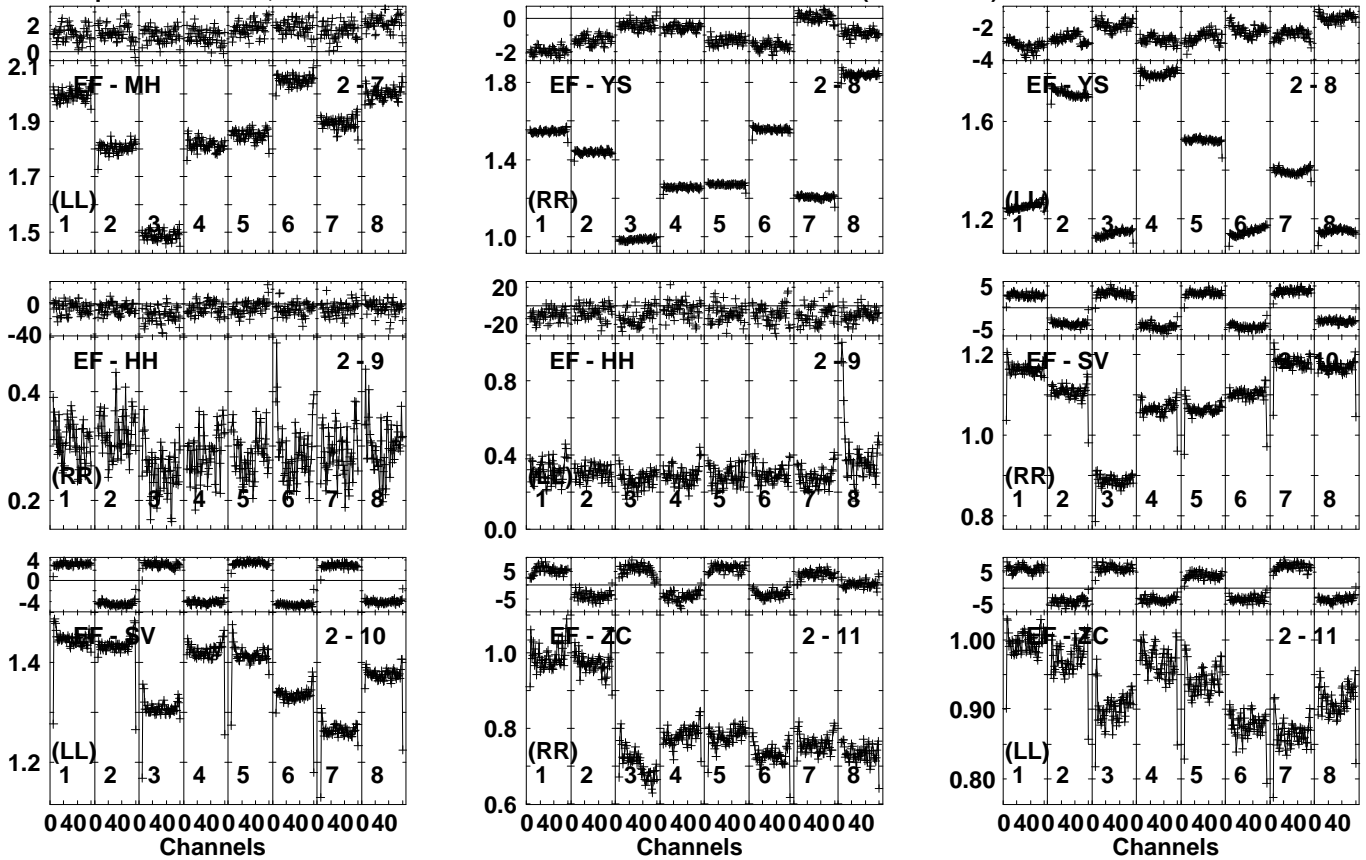 2
0
0
-2
-2
-4
2.1
1.9
1.7
1.5
EF - MH 2 - 7
(LL)
1 2 3 4 5 6 7 8
1.8
1.4
1.0
EF - YS 2 - 8
(RR)
1 2 3 4 5 6 7 8
1.6
1.2
EF - YS 2 - 8
(LL)
1 2 3 4 5 6 7 8
0
-40
20
-20
5
-5
0.4
0.2
EF - HH 2 - 9
(RR)
1 2 3 4 5 6 7 8
0.8
0.4
0.0
EF - HH 2 - 9
(LL)
1 2 3 4 5 6 7 8
1.2
1.0
0.8
EF - SV 2 - 10
(RR)
1 2 3 4 5 6 7 8
4
0
-4
5
-5
5
-5
1.4
1.2
EF - SV 2 - 10
(LL)
1 2 3 4 5 6 7 8
1.0
0.8
0.6
EF - ZC 2 - 11
(RR)
1 2 3 4 5 6 7 8
1.00
0.90
0.80
EF - ZC 2 - 11
(LL)
1 2 3 4 5 6 7 8
0 40 0 40 0 40 0 40 0 40 0 40 0 40 0 40
Channels
0 40 0 40 0 40 0 40 0 40 0 40 0 40 0 40
Channels
0 40 0 40 0 40 0 40 0 40 0 40 0 40 0 40
Channels